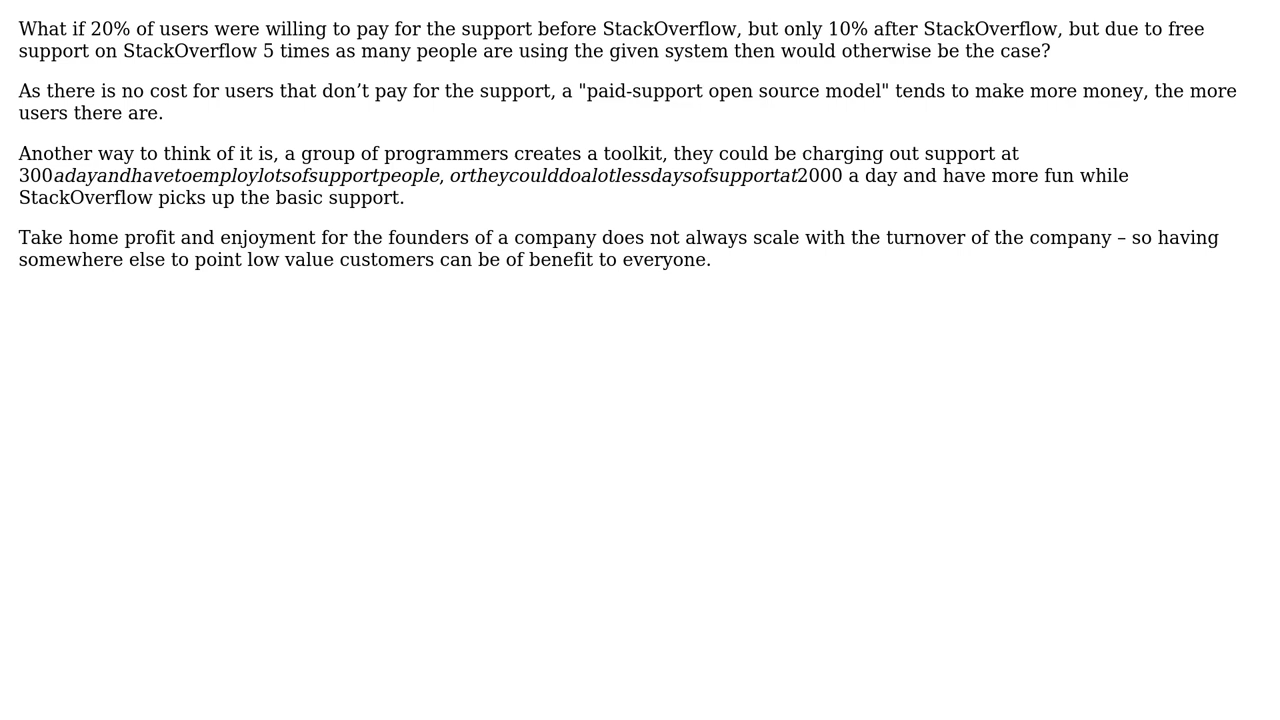 What if 20% of users were willing to pay for the support before StackOverflow, but only 10% after StackOverflow, but due to free
support on StackOverflow 5 times as many people are using the given system then would otherwise be the case?
As there is no cost for users that don’t pay for the support, a "paid-support open source model" tends to make more money, the more
users there are.
Another way to think of it is, a group of programmers creates a toolkit, they could be charging out support at
300adayandhavetoemploylotsofsupportpeople, ortheycoulddoalotlessdaysofsupportat2000 a day and have more fun while
StackOverflow picks up the basic support.
Take home profit and enjoyment for the founders of a company does not always scale with the turnover of the company – so having
somewhere else to point low value customers can be of benefit to everyone.